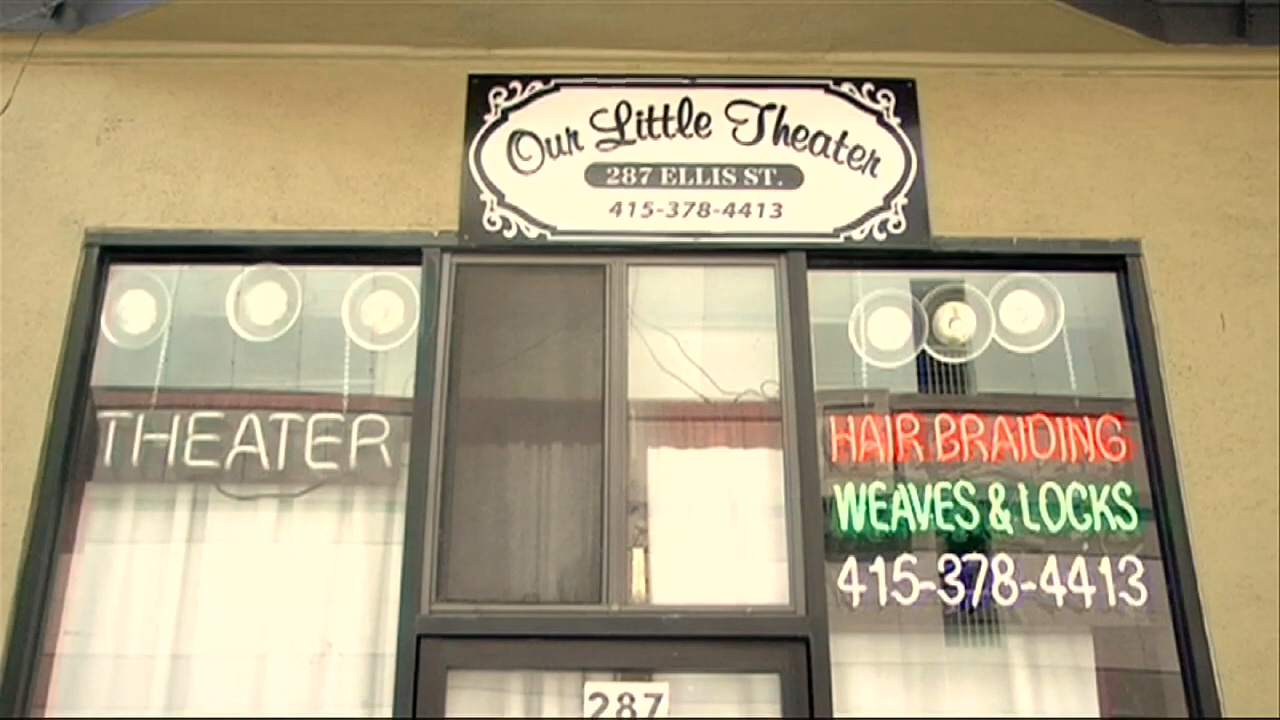 Our Little Theater
287 ELLIS ST.
415-378-4413
THEATER
HAIR BRAIDING
WEAVES & LOCKS
415-378-4413
287